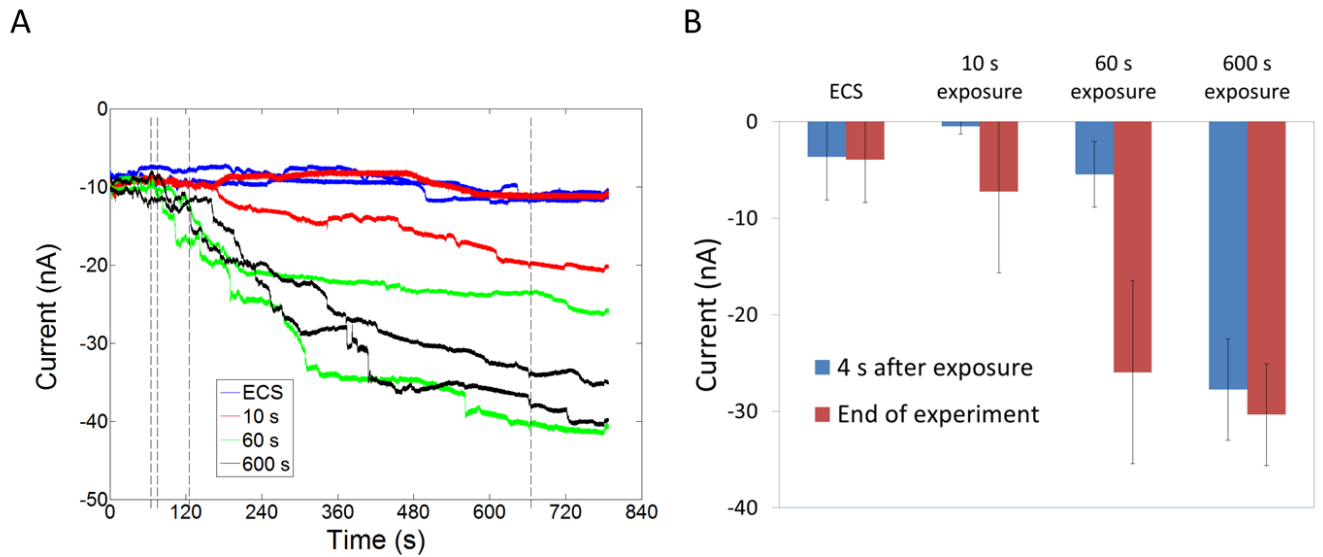 A
0
-10
-20
-30
-40
-50
Current (nA)
ECS
10 s
60 s
600 s
0 120 240 360 480 600 720 840
Time (s)
B
ECS
10 s
exposure
60 s
exposure
600 s
exposure
0
-10
-20
-30
-40
Current (nA)
4 s after exposure
End of experiment